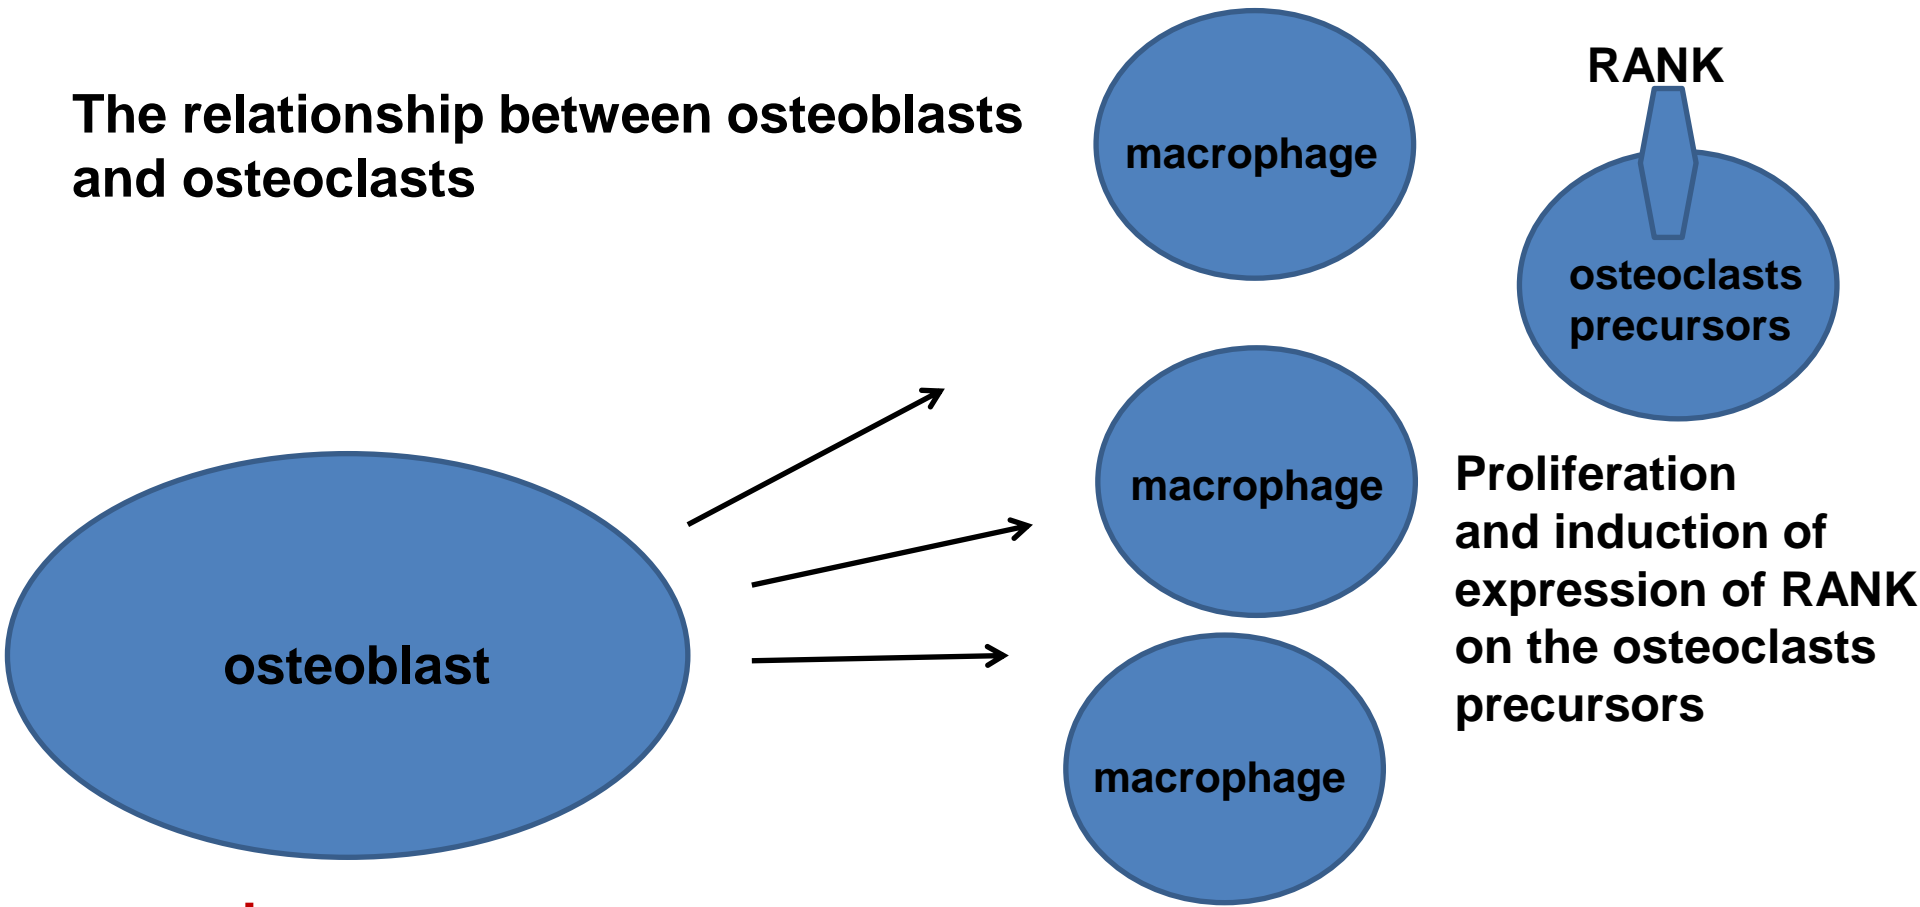 The relationship between osteoblasts
and osteoclasts
macrophage
RANK
osteoclasts
precursors
macrophage
Proliferation
and induction of
expression of RANK
on the osteoclasts
precursors
osteoblast
macrophage